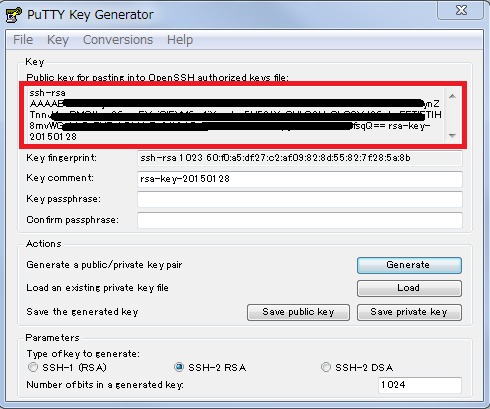 PuTTY Key Generator
File Key Conversions Help
Key
Public key for pasting into OpenSSH authorized_keys file:
ssh-rsa
AAAAB ynZ
Tnn TIH
8mvWG fsqQ== rsa-key-
20150128
Key fingerprint: ssh-rsa 1023 60:f0:a5:df:27:c2:af:09:82:8d:55:82:7f:28:5a:8b
Key comment: rsa-key-20150128
Key passphrase:
Confirm passphrase:
Actions
Generate a public/private key pair Generate
Load an existing private key file Load
Save the generated key Save public key Save private key
Parameters
Type of key to generate:
SSH-1 (RSA) SSH-2 RSA SSH-2 DSA
Number of bits in a generated key: 1024